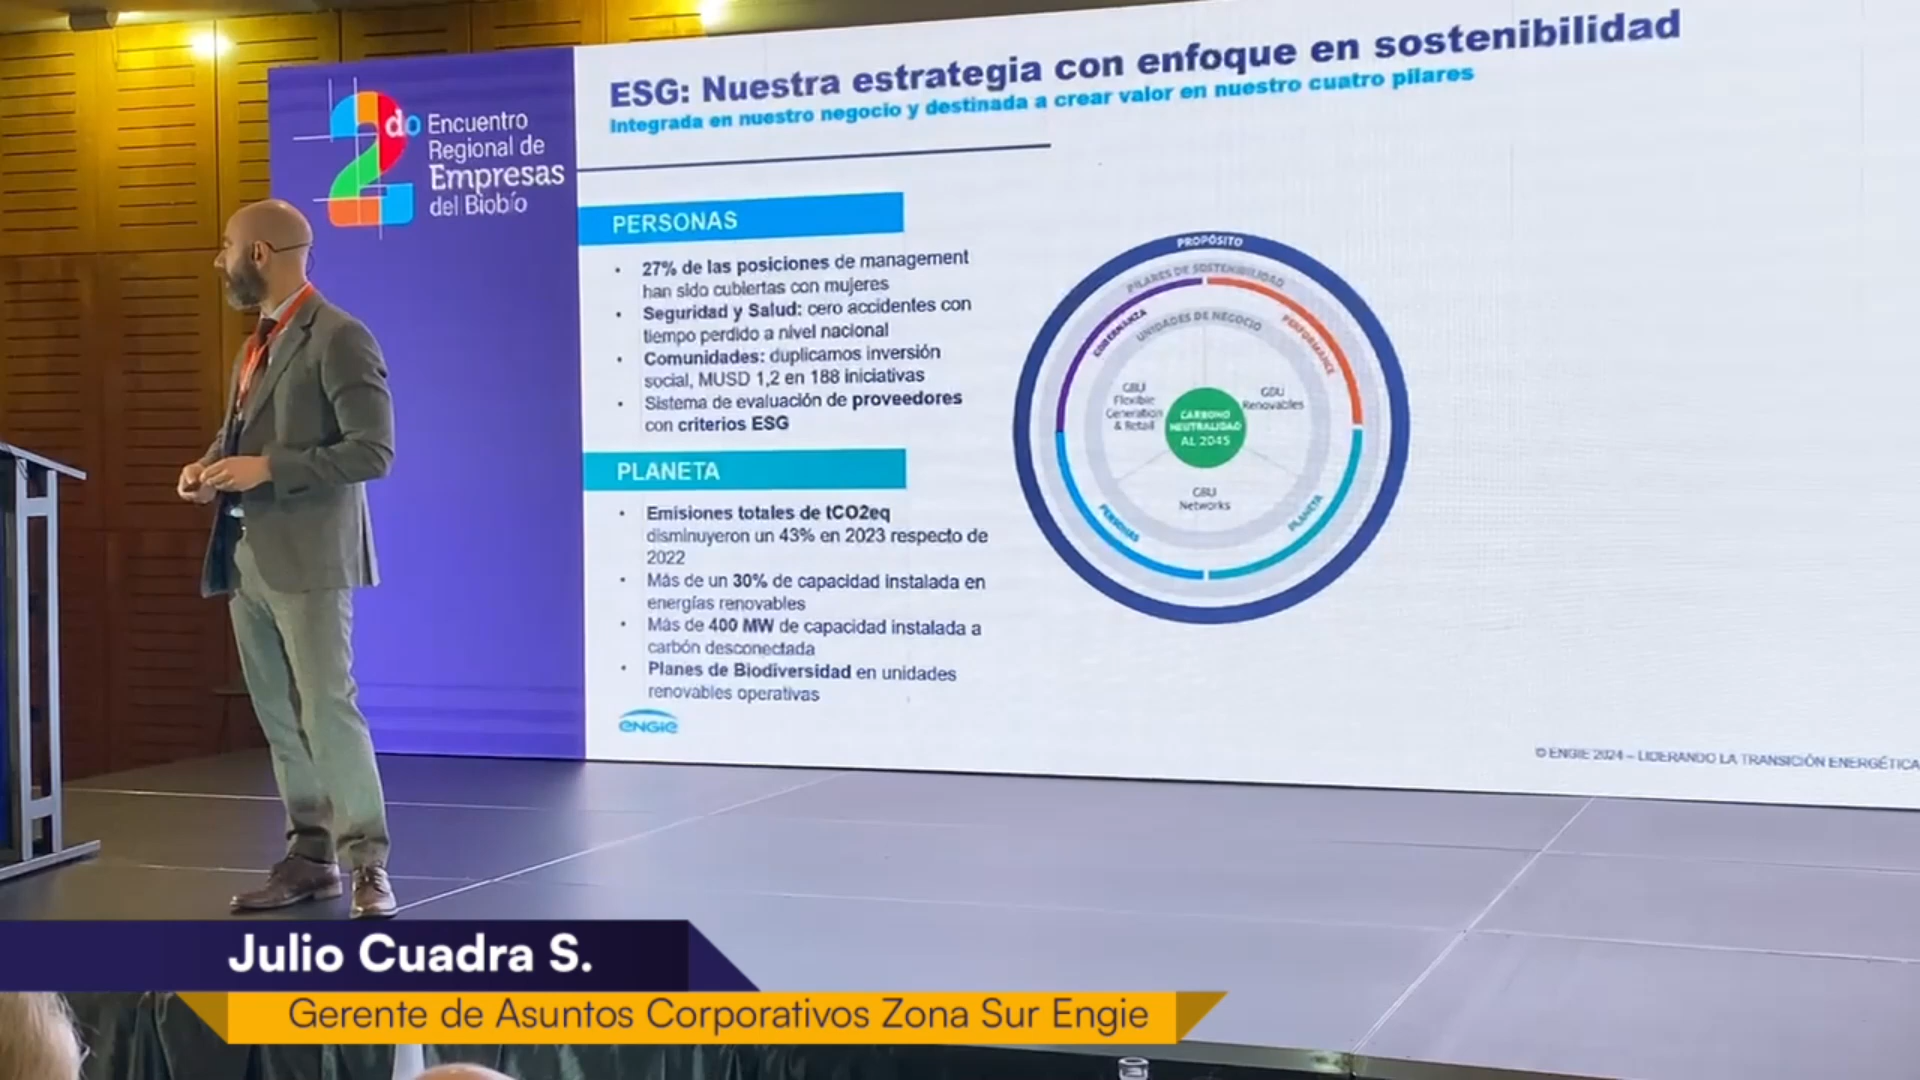 2do Encuentro
Regional de
Empresas
del Biobío
ESG: Nuestra estrategia con enfoque en sostenibilidad
Integrada en nuestro negocio y destinada a crear valor en nuestro cuatro pilares
PERSONAS
• 27% de las posiciones de management
han sido cubiertas con mujeres
• Seguridad y Salud: cero accidentes con
tiempo perdido a nivel nacional
• Comunidades: duplicamos inversión
social, MUSD 1,2 en 188 iniciativas
• Sistema de evaluación de proveedores
con criterios ESG
PLANETA
• Emisiones totales de tCO2eq
disminuyeron un 43% en 2023 respecto de
2022
• Más de un 30% de capacidad instalada en
energías renovables
• Más de 400 MW de capacidad instalada a
carbón desconectada
• Planes de Biodiversidad en unidades
renovables operativas
ENGIE
PROPÓSITO
PILARES DE SOSTENIBILIDAD
GOBERNANZA
PERFORMANCE
UNIDADES DE NEGOCIO
GBU
Flexible
Generation
& Retail
GBU
Renovables
CARBONO
NEUTRALIDAD
AL 2045
GBU
Networks
PERSONAS
PLANETA
© ENGIE 2024 – LIDERANDO LA TRANSICIÓN ENERGÉTICA
Julio Cuadra S.
Gerente de Asuntos Corporativos Zona Sur Engie